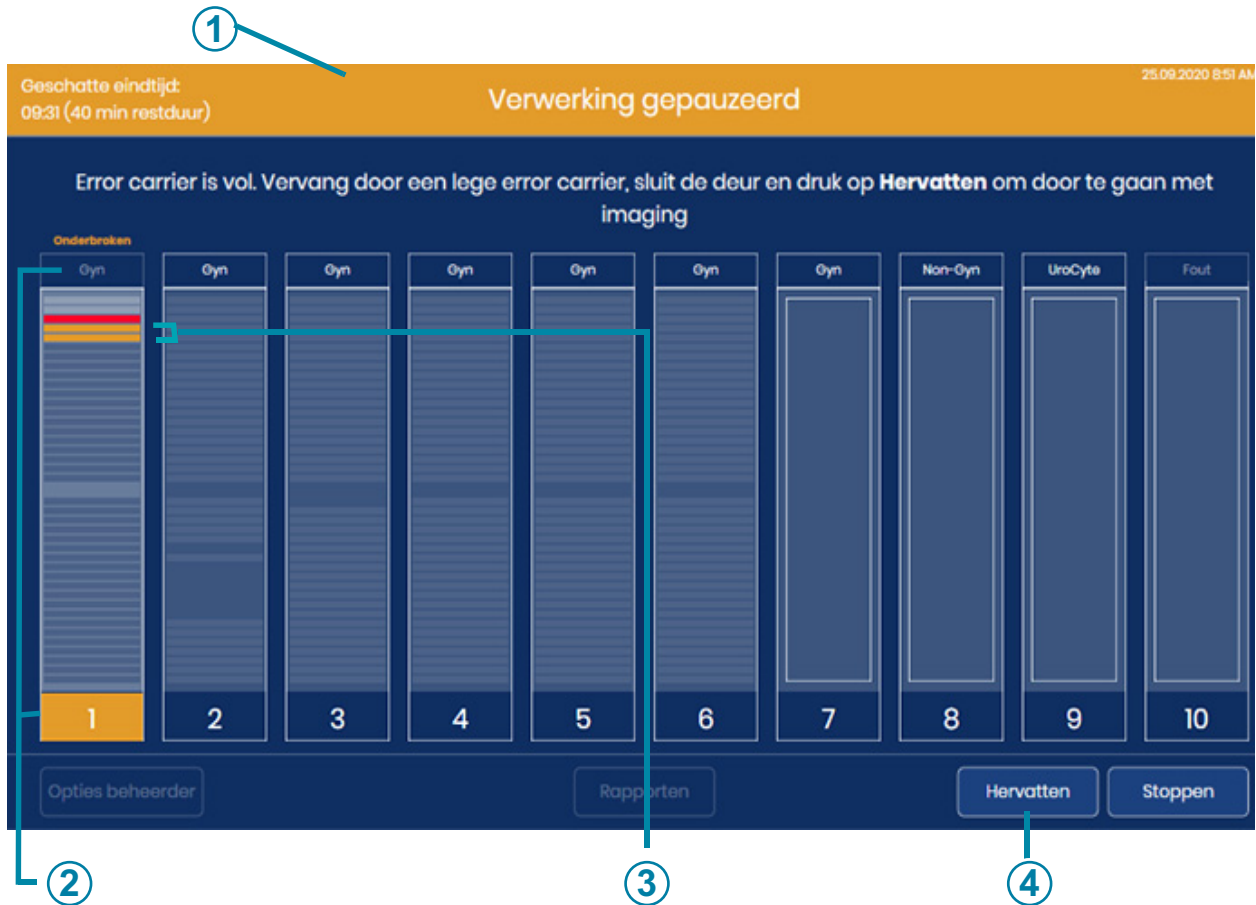 1
Geschatte eindtijd:
09:31 (40 min restduur)
Verwerking gepauzeerd
25.09.2020 8:51 AM
Error carrier is vol. Vervang door een lege error carrier, sluit de deur en druk op Hervatten om door te gaan met
imaging
Onderbroken
Gyn Gyn Gyn Gyn Gyn Gyn Gyn Non-Gyn UroCyte Fout
1 2 3 4 5 6 7 8 9 10
Opties beheerder Rapporten Hervatten Stoppen
2 3 4